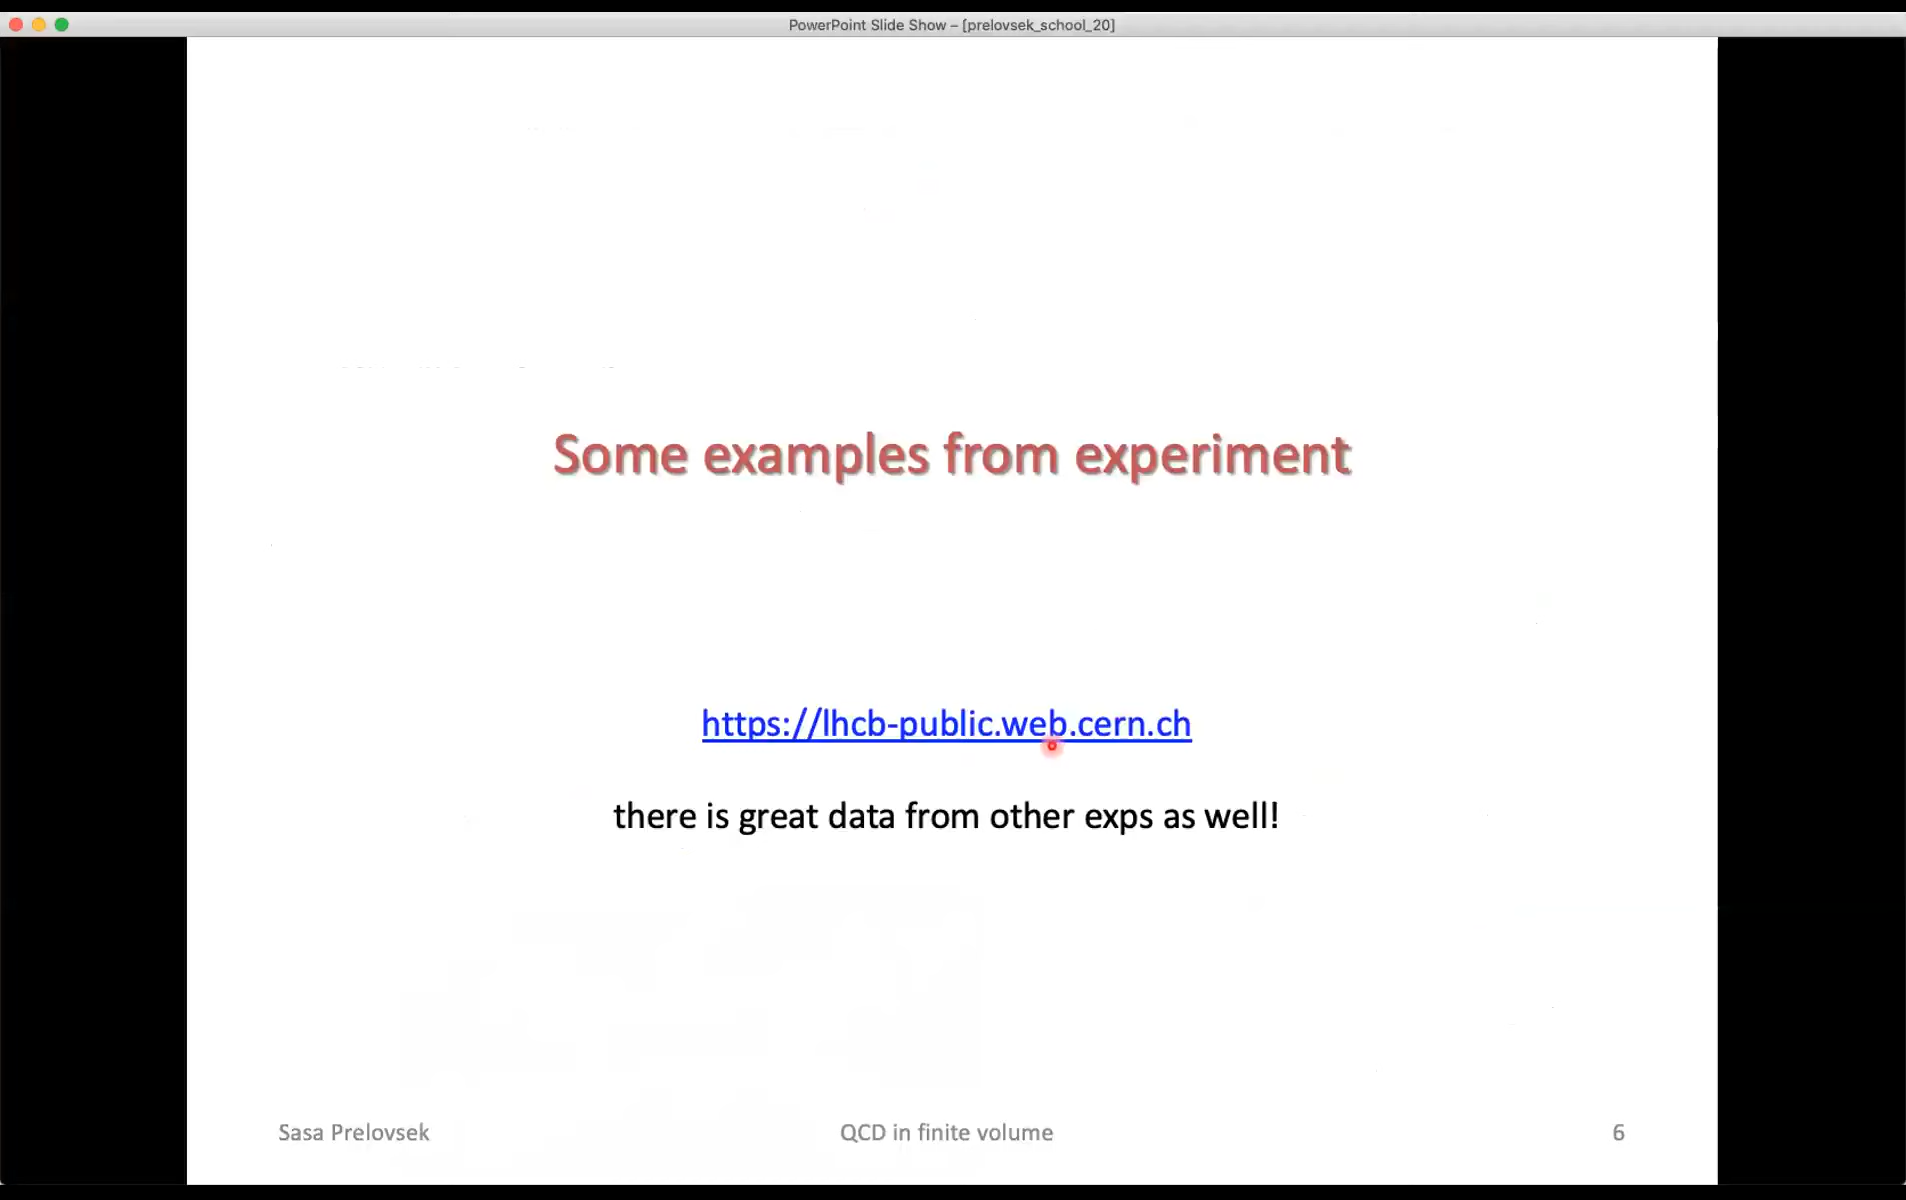 PowerPoint Slide Show – [prelovsek_school_20]
Some examples from experiment
https://lhcb-public.web.cern.ch
there is great data from other exps as well!
Sasa Prelovsek
QCD in finite volume
6